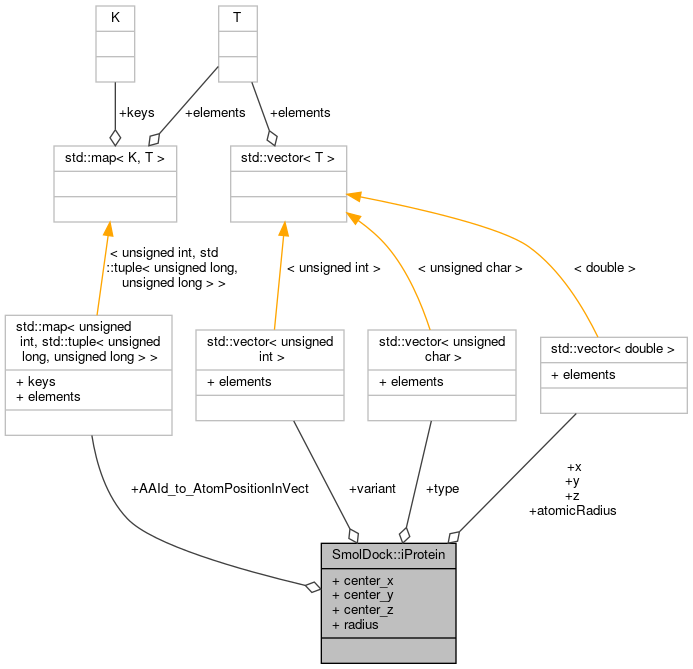 K
T
+keys
+elements
+elements
std::map< K, T >
std::vector< T >
< unsigned int, std
::tuple< unsigned long,
unsigned long > >
< unsigned int >
< unsigned char >
< double >
std::map< unsigned
int, std::tuple< unsigned
long, unsigned long > >
+ keys
+ elements
std::vector< unsigned
int >
+ elements
std::vector< unsigned
char >
+ elements
std::vector< double >
+ elements
+AAId_to_AtomPositionInVect
+variant
+type
+x
+y
+z
+atomicRadius
SmolDock::iProtein
+ center_x
+ center_y
+ center_z
+ radius